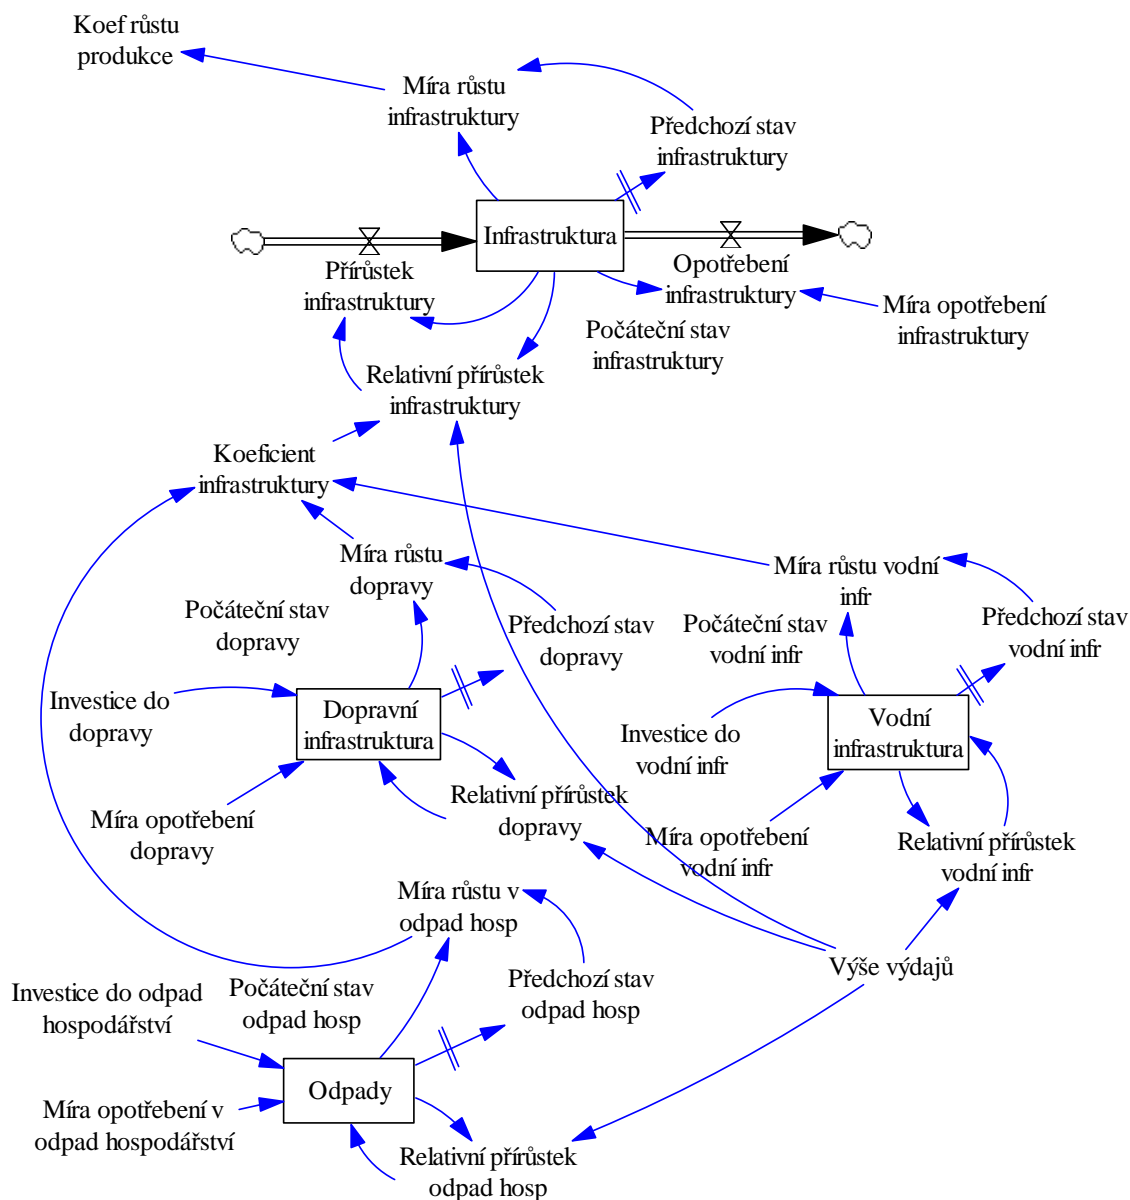 Koef růstu
produkce
Míra růstu
infrastruktury
Předchozí stav
infrastruktury
Infrastruktura
Přírůstek
infrastruktury
Opotřebení
infrastruktury
Míra opotřebení
infrastruktury
Počáteční stav
infrastruktury
Relativní přírůstek
infrastruktury
Koeficient
infrastruktury
Míra růstu
dopravy
Míra růstu vodní
infr
Počáteční stav
dopravy
Předchozí stav
dopravy
Počáteční stav
vodní infr
Předchozí stav
vodní infr
Investice do
dopravy
Dopravní
infrastruktura
Investice do
vodní infr
Vodní
infrastruktura
Míra opotřebení
dopravy
Relativní přírůstek
dopravy
Míra opotřebení
vodní infr
Relativní přírůstek
vodní infr
Míra růstu v
odpad hosp
Výše výdajů
Investice do odpad
hospodářství
Počáteční stav
odpad hosp
Předchozí stav
odpad hosp
Odpady
Míra opotřebení v
odpad hospodářství
Relativní přírůstek
odpad hosp